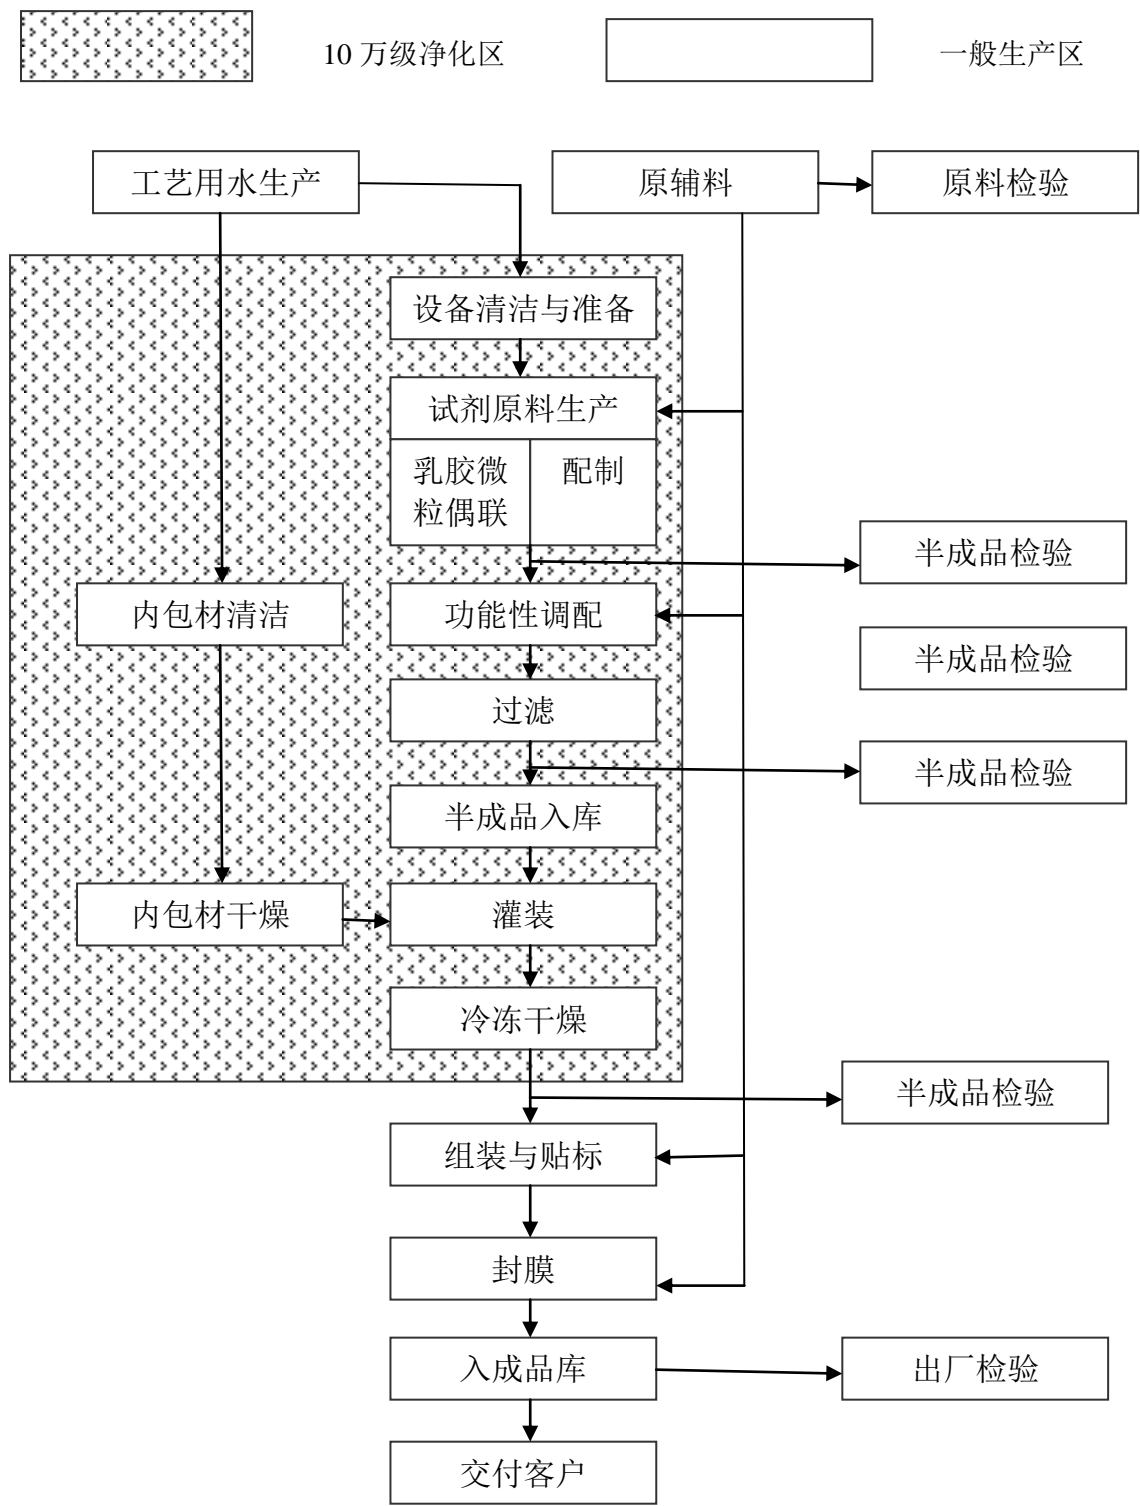 10 万级净化区
一般生产区
工艺用水生产
原辅料
原料检验
设备清洁与准备
试剂原料生产
乳胶微
粒偶联
配制
半成品检验
内包材清洁
功能性调配
半成品检验
过滤
半成品检验
半成品入库
内包材干燥
灌装
冷冻干燥
半成品检验
组装与贴标
封膜
入成品库
出厂检验
交付客户